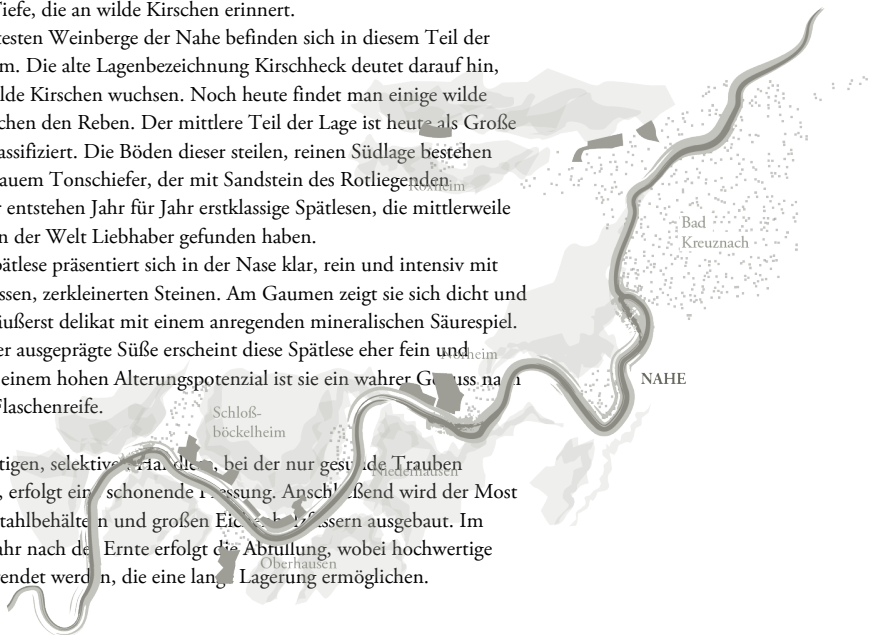 Tiefe, die an wilde Kirschen erinnert.
testen Weinberge der Nahe befinden sich in diesem Teil der
m. Die alte Lagenbezeichnung Kirschheck deutet darauf hin,
lde Kirschen wuchsen. Noch heute findet man einige wilde
chen den Reben. Der mittlere Teil der Lage ist heute als Große
assifiziert. Die Böden dieser steilen, reinen Südlage bestehen
auem Tonschiefer, der mit Sandstein des Rotliegenden
Roxheim
r entstehen Jahr für Jahr erstklassige Spätlesen, die mittlerweile
Bad
Kreuznach
n der Welt Liebhaber gefunden haben.
pätlese präsentiert sich in der Nase klar, rein und intensiv mit
ssen, zerkleinerten Steinen. Am Gaumen zeigt sie sich dicht und
äußerst delikat mit einem anregenden mineralischen Säurespiel.
er ausgeprägte Süße erscheint diese Spätlese eher fein und
Norheim
einem hohen Alterungspotenzial ist sie ein wahrer Genuss nach
NAHE
Flaschenreife.
Schloß-
böckelheim
tigen, selektiven Handlese, bei der nur gesunde Trauben
Niederhausen
, erfolgt eine schonende Pressung. Anschließend wird der Most
tahlbehältern und großen Eichenholzfässern ausgebaut. Im
ahr nach der Ernte erfolgt die Abfüllung, wobei hochwertige
Oberhausen
endet werden, die eine lange Lagerung ermöglichen.